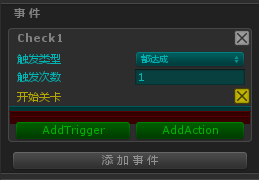 事件
Check1
触发类型 都达成
触发次数 1
开始关卡
AddTrigger AddAction
添加事件